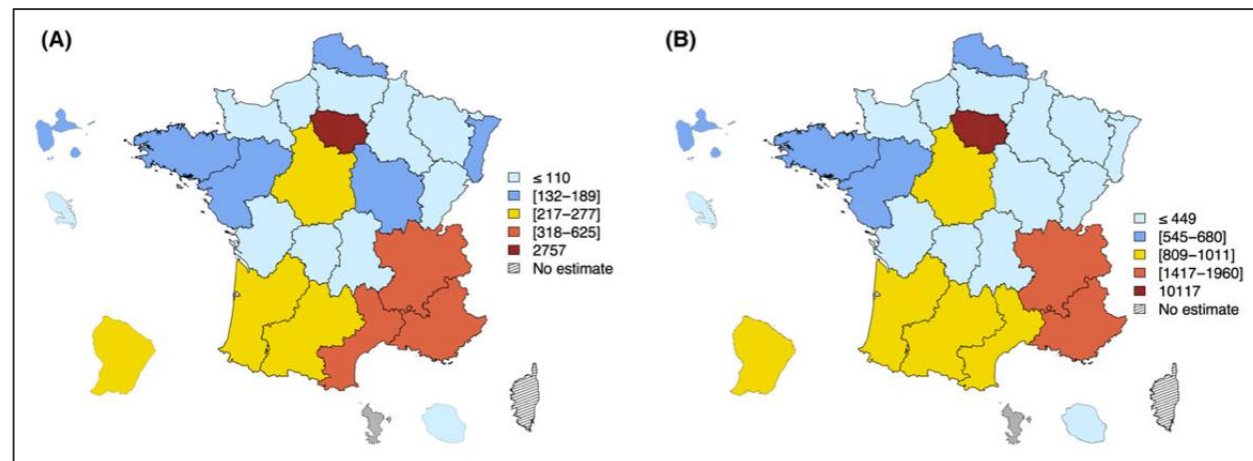 (A)
≤ 110
[132–189]
[217–277]
[318–625]
2757
No estimate
(B)
≤ 449
[545–680]
[809–1011]
[1417–1960]
10117
No estimate